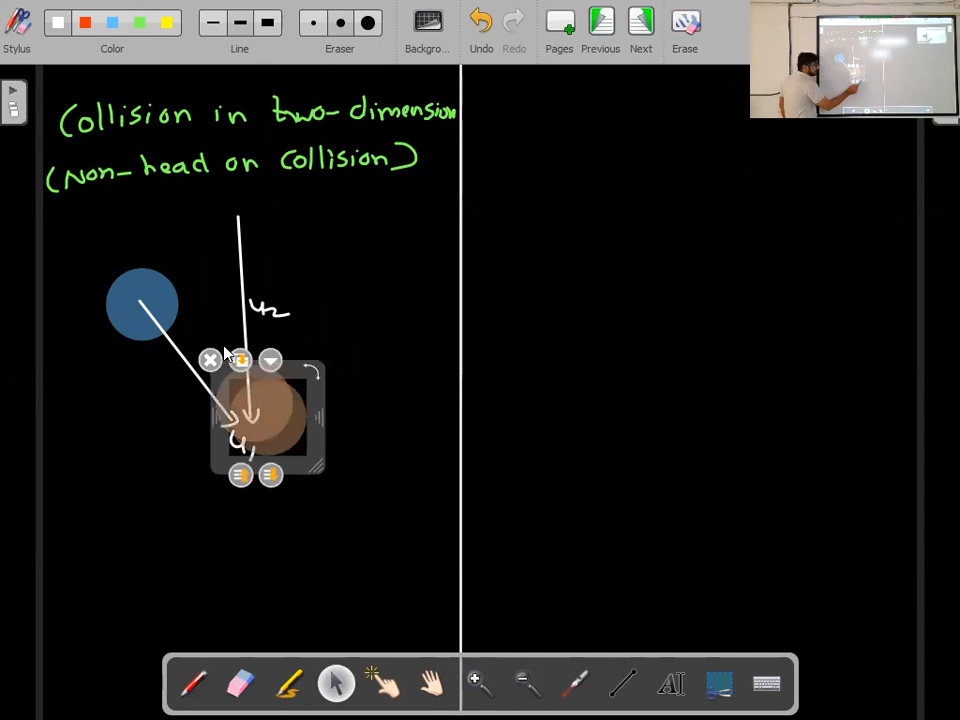 Stylus
Color
Line
Eraser
Backgro...
Undo
Redo
Pages
Previous
Next
Erase
Collision in two-dimension
(Non-head on Collision)
u2
u1